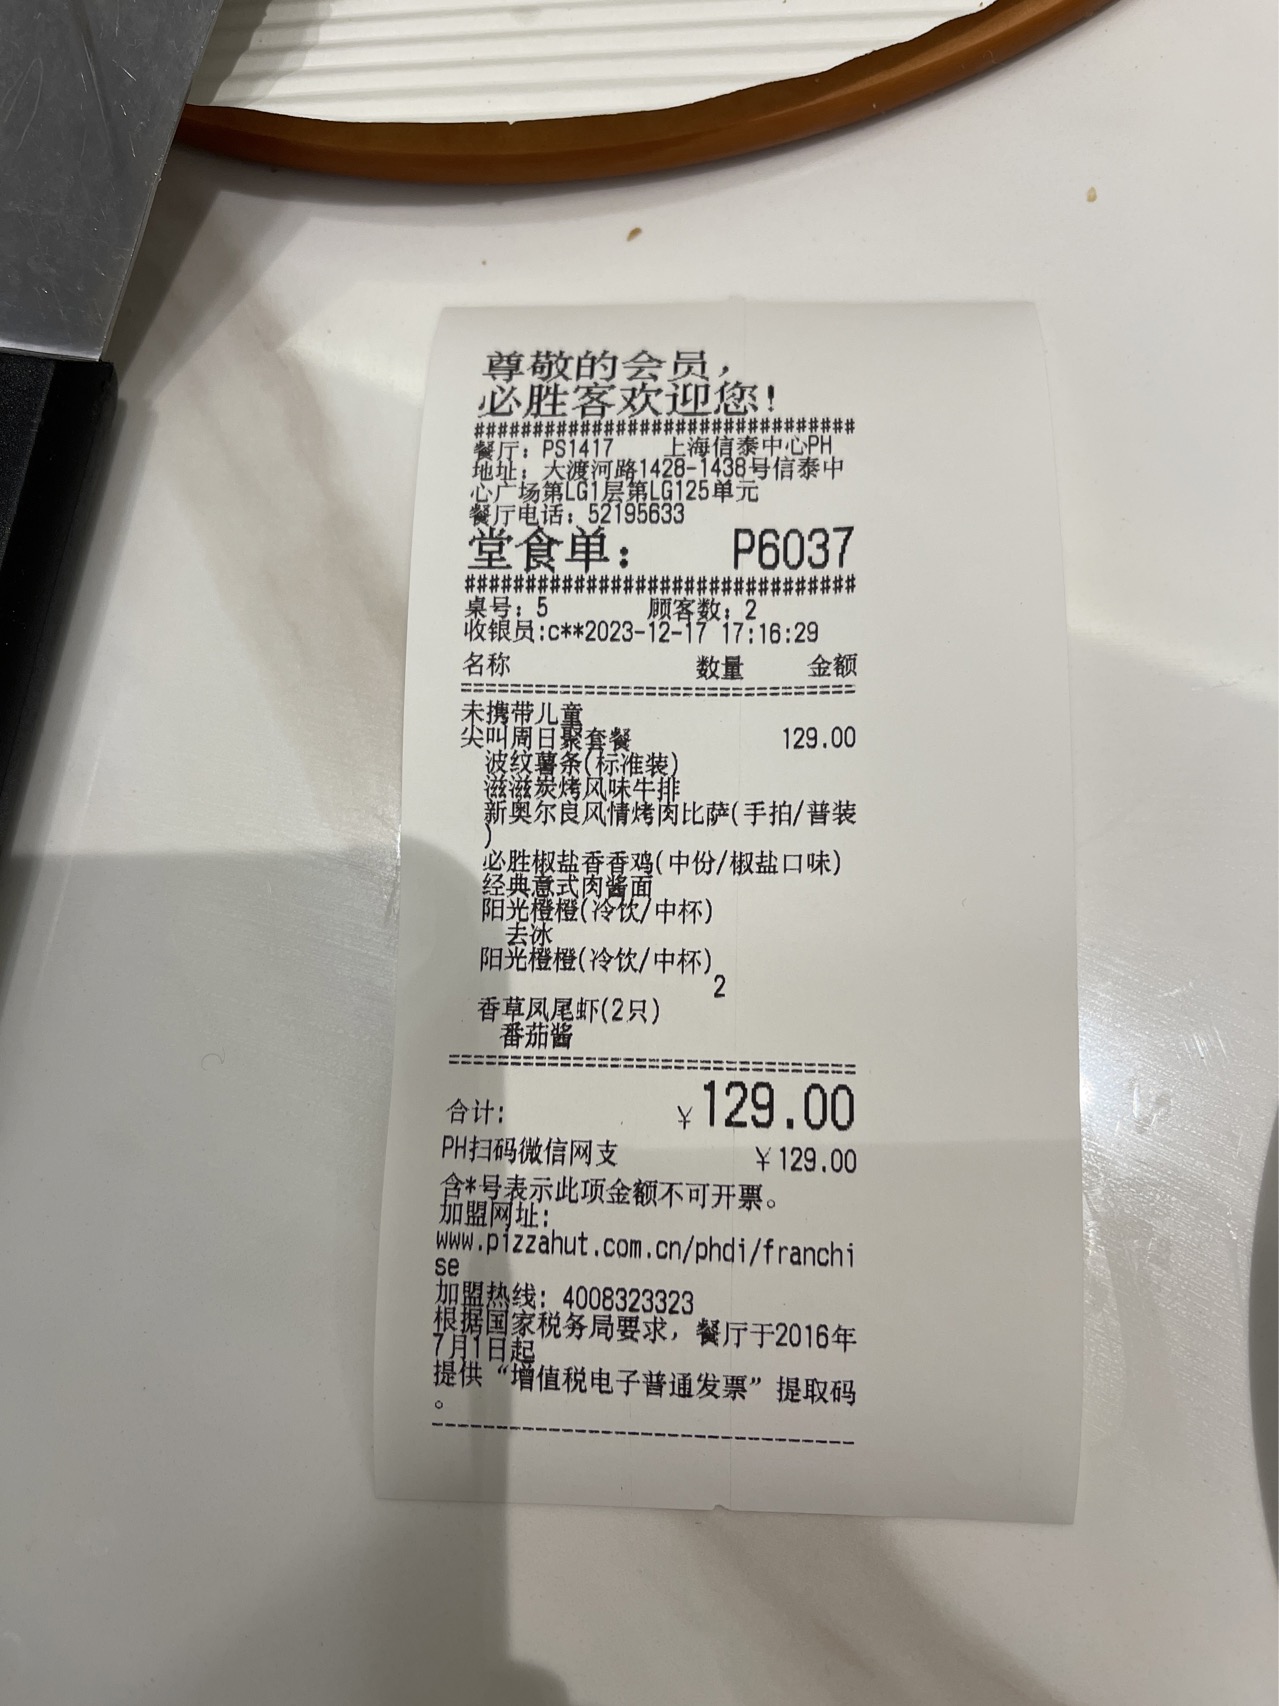 尊敬的会员，
必胜客欢迎您!
################################
餐厅: PS1417 上海信泰中心PH
地址: 大渡河路1428-1438号信泰中
心广场第LG1层第LG125单元
餐厅电话: 52195633
堂食单: P6037
################################
桌号: 5 顾客数: 2
收银员:c**2023-12-17 17:16:29
名称 数量 金额
================================
未携带儿童
尖叫周日聚套餐 129.00
波纹薯条(标准装)
滋滋炭烤风味牛排
新奥尔良风情烤肉比萨(手拍/普装
)
必胜椒盐香香鸡(中份/椒盐口味)
经典意式肉酱面
阳光橙橙(冷饮/中杯)
去冰
阳光橙橙(冷饮/中杯)
2
香草凤尾虾(2只)
番茄酱
================================
合计: ¥129.00
PH扫码微信网支 ¥129.00
含*号表示此项金额不可开票。
加盟网址:
www.pizzahut.com.cn/phdi/franchi
se
加盟热线: 4008323323
根据国家税务局要求，餐厅于2016年
7月1日起
提供“增值税电子普通发票”提取码
。
--------------------------------